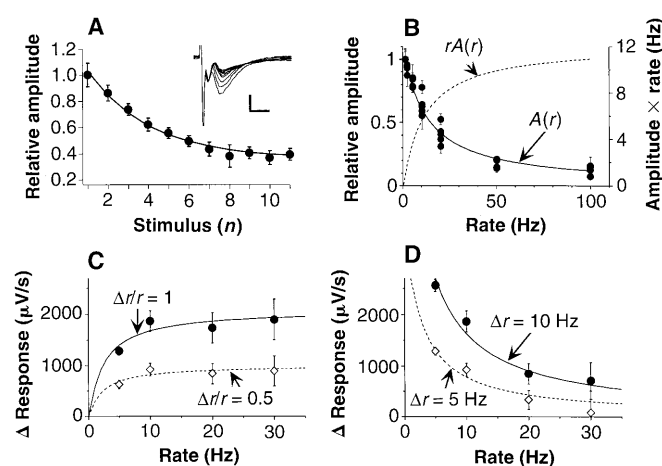 A
Relative amplitude
1.2
1.0
0.8
0.6
0.4
0.2
2 4 6 8 10
Stimulus (n)
B
Relative amplitude
1
0.5
0
rA(r)
A(r)
0 25 50 75 100
Rate (Hz)
12
8
4
0
Amplitude × rate (Hz)
C
Δ Response (μV/s)
2000
1000
0
Δr/r = 1
Δr/r = 0.5
0 10 20 30
Rate (Hz)
D
Δ Response (μV/s)
2000
1000
0
Δr = 10 Hz
Δr = 5 Hz
0 10 20 30
Rate (Hz)